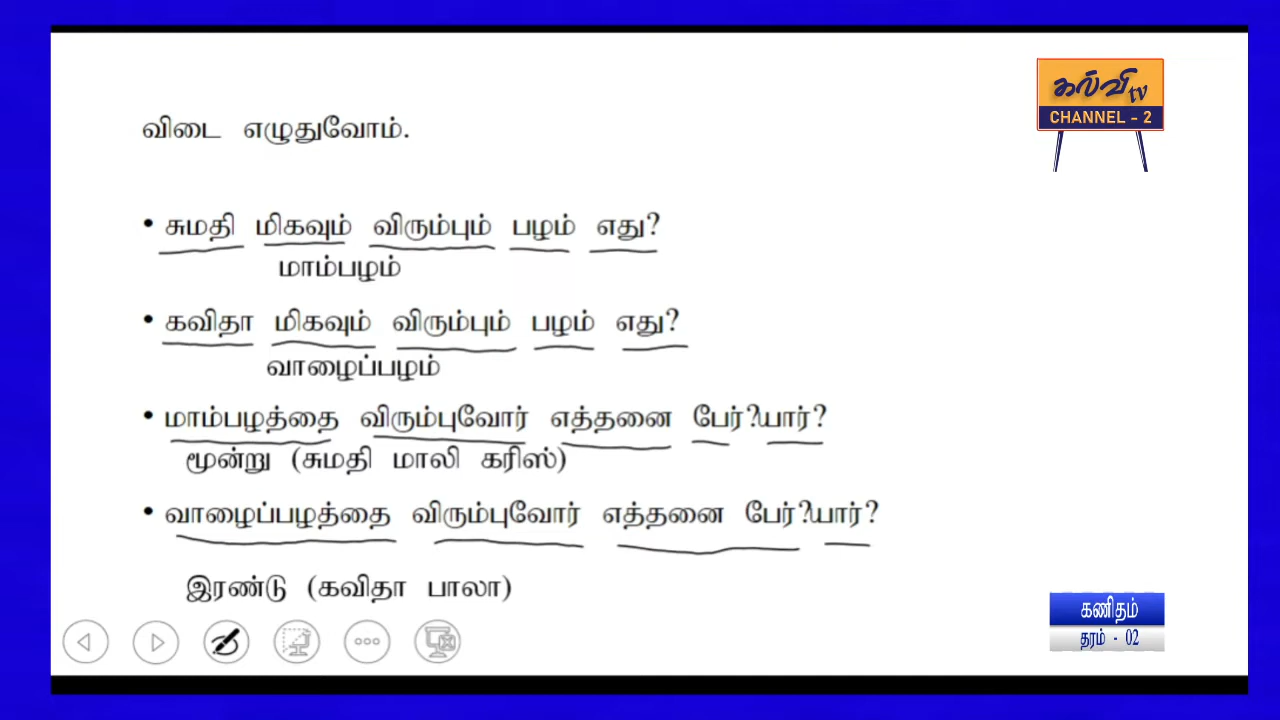 கல்வி tv
CHANNEL - 2
விடை எழுதுவோம்.
• சுமதி மிகவும் விரும்பும் பழம் எது?
மாம்பழம்
• கவிதா மிகவும் விரும்பும் பழம் எது?
வாழைப்பழம்
• மாம்பழத்தை விரும்புவோர் எத்தனை பேர்?யார்?
மூன்று (சுமதி மாலி கரிஸ்)
• வாழைப்பழத்தை விரும்புவோர் எத்தனை பேர்?யார்?
இரண்டு (கவிதா பாலா)
கணிதம்
தரம் - 02